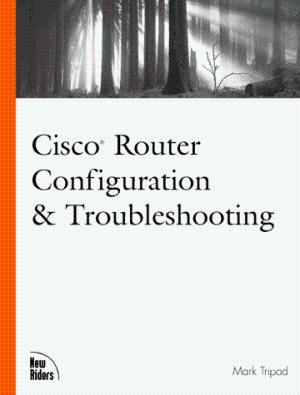 Cisco® Router
Configuration
& Troubleshooting
New
Riders
Mark Tripod